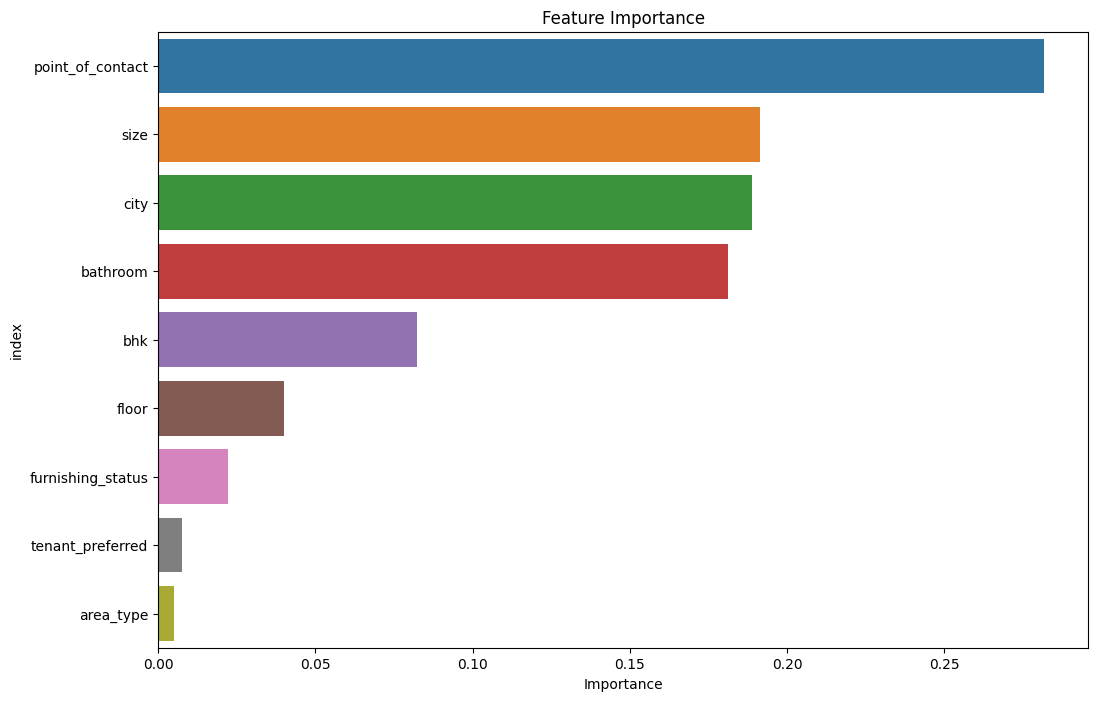 Feature Importance
point_of_contact
size
city
bathroom
bhk
floor
furnishing_status
tenant_preferred
area_type
index
0.00 0.05 0.10 0.15 0.20 0.25
Importance